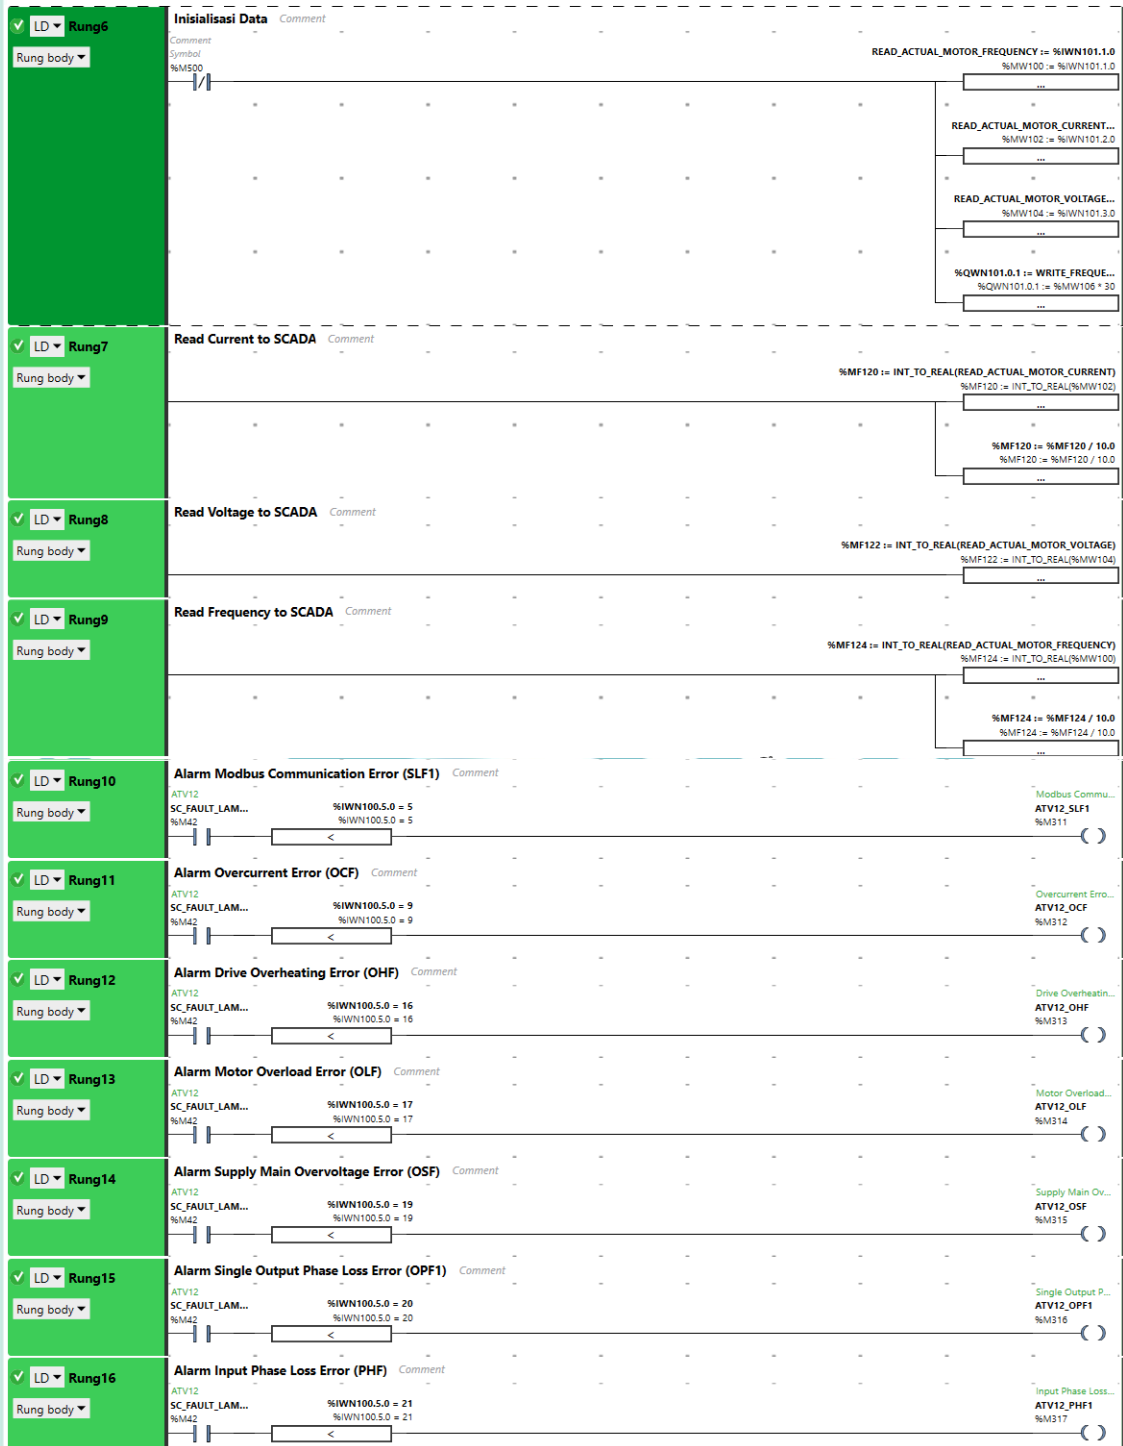 LD Rung6
Inisialisasi Data Comment
Rung body
Comment
Symbol
%M500
READ_ACTUAL_MOTOR_FREQUENCY := %IWN101.1.0
%MW100 := %IWN101.1.0
...
READ_ACTUAL_MOTOR_CURRENT...
%MW102 := %IWN101.2.0
...
READ_ACTUAL_MOTOR_VOLTAGE...
%MW104 := %IWN101.3.0
...
%QWN101.0.1 := WRITE_FREQUE...
%QWN101.0.1 := %MW106 * 30
...
LD Rung7
Read Current to SCADA Comment
Rung body
%MF120 := INT_TO_REAL(READ_ACTUAL_MOTOR_CURRENT)
%MF120 := INT_TO_REAL(%MW102)
...
%MF120 := %MF120 / 10.0
%MF120 := %MF120 / 10.0
...
LD Rung8
Read Voltage to SCADA Comment
Rung body
%MF122 := INT_TO_REAL(READ_ACTUAL_MOTOR_VOLTAGE)
%MF122 := INT_TO_REAL(%MW104)
...
LD Rung9
Read Frequency to SCADA Comment
Rung body
%MF124 := INT_TO_REAL(READ_ACTUAL_MOTOR_FREQUENCY)
%MF124 := INT_TO_REAL(%MW100)
...
%MF124 := %MF124 / 10.0
%MF124 := %MF124 / 10.0
...
LD Rung10
Alarm Modbus Communication Error (SLF1) Comment
Rung body
ATV12 Modbus Commu...
SC_FAULT_LAM... %IWN100.5.0 = 5 ATV12_SLF1
%M42 %IWN100.5.0 = 5 %M311
<
LD Rung11
Alarm Overcurrent Error (OCF) Comment
Rung body
ATV12 Overcurrent Erro...
SC_FAULT_LAM... %IWN100.5.0 = 9 ATV12_OCF
%M42 %IWN100.5.0 = 9 %M312
<
LD Rung12
Alarm Drive Overheating Error (OHF) Comment
Rung body
ATV12 Drive Overheatin...
SC_FAULT_LAM... %IWN100.5.0 = 16 ATV12_OHF
%M42 %IWN100.5.0 = 16 %M313
<
LD Rung13
Alarm Motor Overload Error (OLF) Comment
Rung body
ATV12 Motor Overload...
SC_FAULT_LAM... %IWN100.5.0 = 17 ATV12_OLF
%M42 %IWN100.5.0 = 17 %M314
<
LD Rung14
Alarm Supply Main Overvoltage Error (OSF) Comment
Rung body
ATV12 Supply Main Ov...
SC_FAULT_LAM... %IWN100.5.0 = 19 ATV12_OSF
%M42 %IWN100.5.0 = 19 %M315
<
LD Rung15
Alarm Single Output Phase Loss Error (OPF1) Comment
Rung body
ATV12 Single Output P...
SC_FAULT_LAM... %IWN100.5.0 = 20 ATV12_OPF1
%M42 %IWN100.5.0 = 20 %M316
<
LD Rung16
Alarm Input Phase Loss Error (PHF) Comment
Rung body
ATV12 Input Phase Loss...
SC_FAULT_LAM... %IWN100.5.0 = 21 ATV12_PHF1
%M42 %IWN100.5.0 = 21 %M317
<